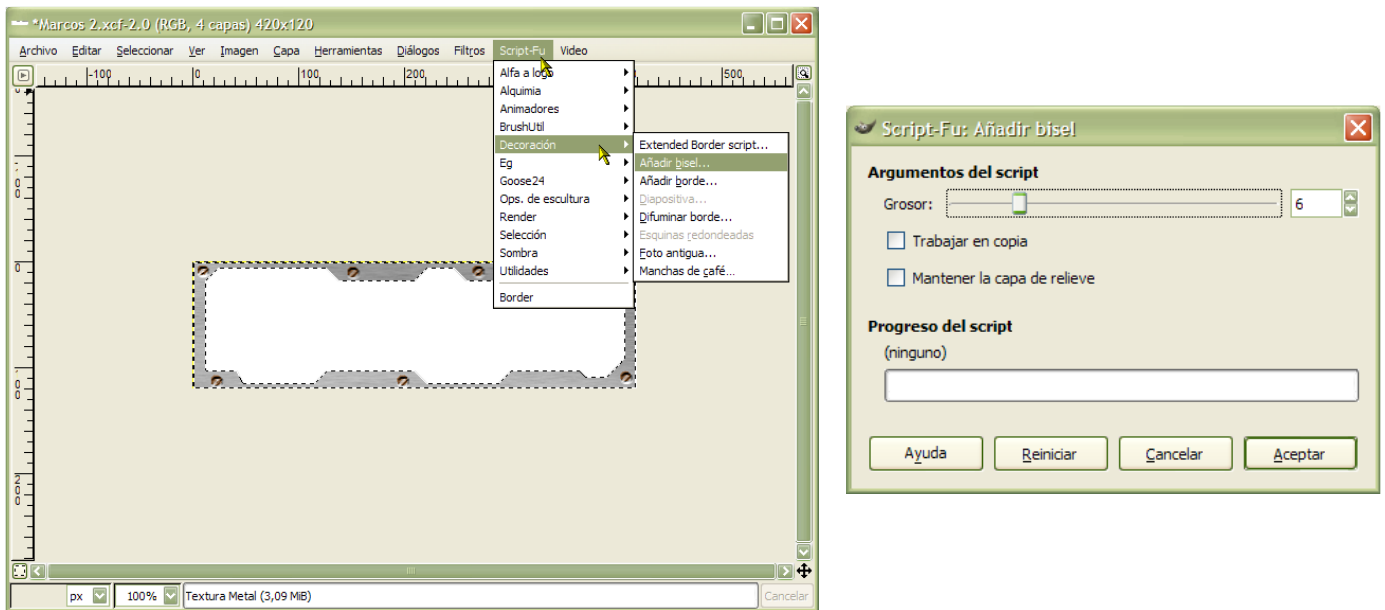 *Marcos 2.xcf-2.0 (RGB, 4 capas) 420x120
Archivo Editar Seleccionar Ver Imagen Capa Herramientas Diálogos Filtros Script-Fu Video
-100 0 100 200 500
Alfa a logo
Alquimia
Animadores
BrushUtil
Decoración
Eg
Goose24
Ops. de escultura
Render
Selección
Sombra
Utilidades
Border
Extended Border script...
Añadir bisel...
Añadir borde...
Diapositiva...
Difuminar borde...
Esquinas redondeadas
Foto antigua...
Manchas de café...
0
100
200
px 100% Textura Metal (3,09 MiB) Cancelar
Script-Fu: Añadir bisel
Argumentos del script
Grosor: 6
Trabajar en copia
Mantener la capa de relieve
Progreso del script
(ninguno)
Ayuda Reiniciar Cancelar Aceptar